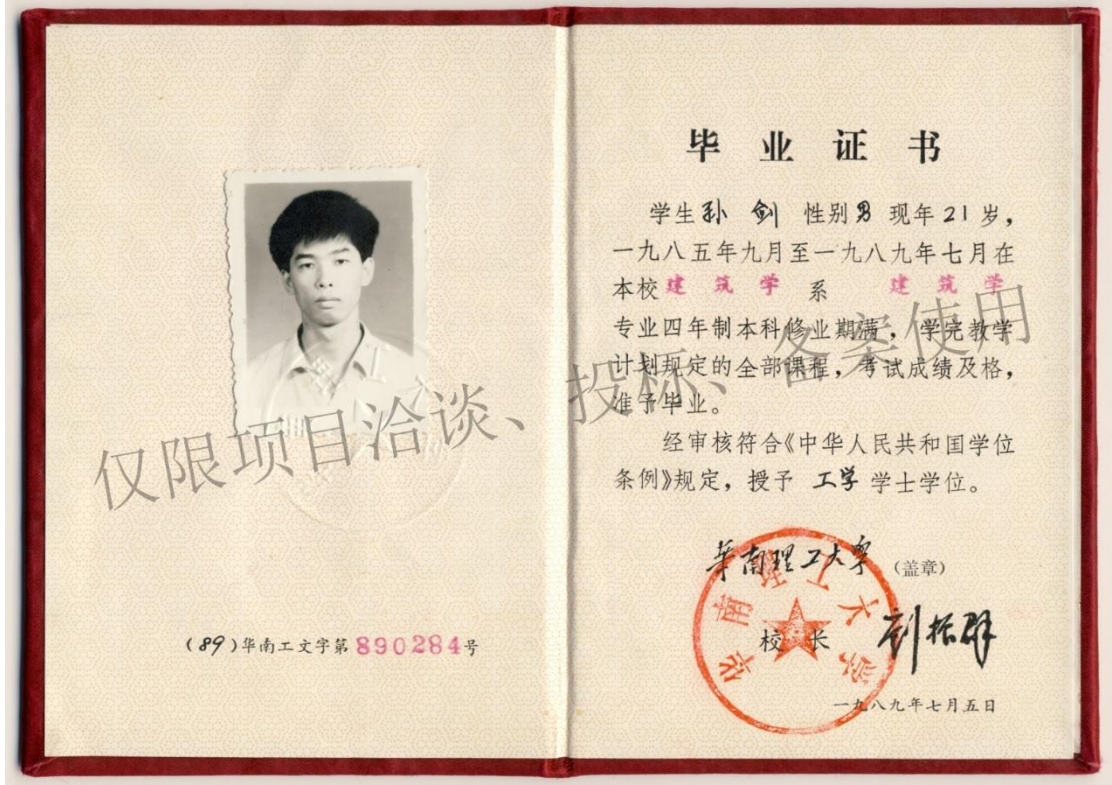 (89)华南工文字第890284号
毕业证书
学生孙剑 性别男 现年21岁，
一九八五年九月至一九八九年七月在
本校建筑学系 建筑学
专业四年制本科修业期满，学完教学
计划规定的全部课程，考试成绩及格，
准予毕业。
经审核符合《中华人民共和国学位
条例》规定，授予 工学 学士学位。
华南理工大学 (盖章)
校长 刘振群
一九八九年七月五日
华南理工大学
仅限项目洽谈、投标、备案使用